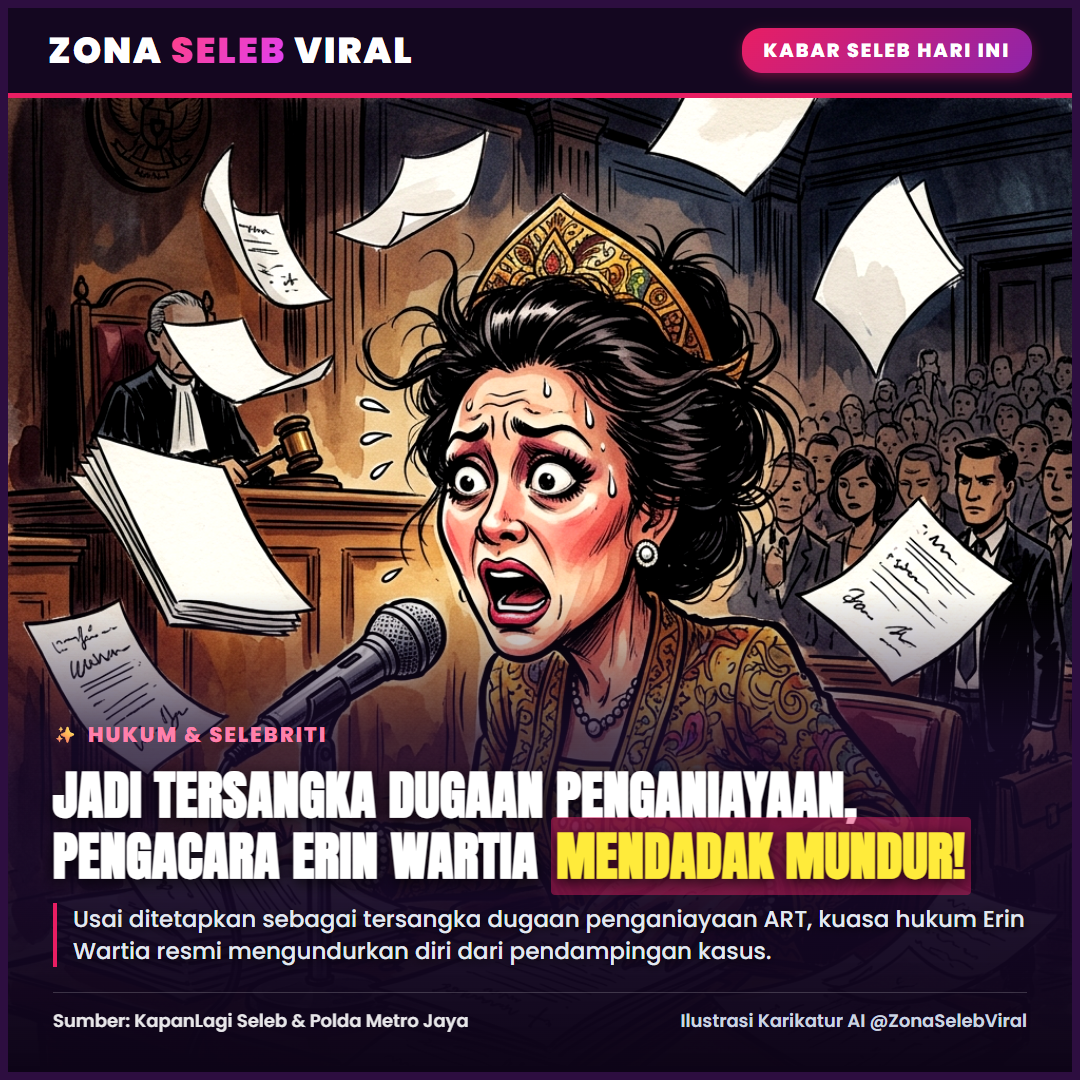 ZONA SELEB VIRAL
KABAR SELEB HARI INI
✨ HUKUM & SELEBRITI
JADI TERSANGKA DUGAAN PENGANIAYAAN,
PENGACARA ERIN WARTIA MENDADAK MUNDUR!
Usai ditetapkan sebagai tersangka dugaan penganiayaan ART, kuasa hukum Erin
Wartia resmi mengundurkan diri dari pendampingan kasus.
Sumber: KapanLagi Seleb & Polda Metro Jaya
Ilustrasi Karikatur AI @ZonaSelebViral